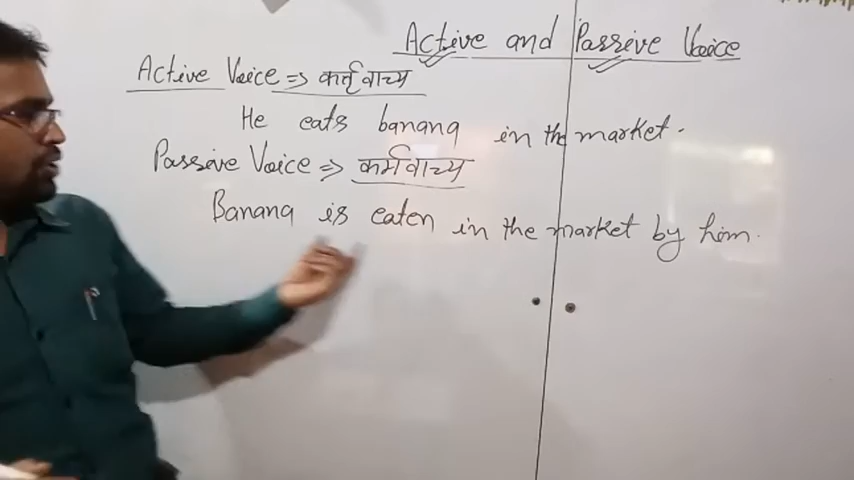 Active and Passive Voice
Active Voice => कर्तृवाच्य
He eats banana in the market.
Passive Voice => कर्मवाच्य
Banana is eaten in the market by him.